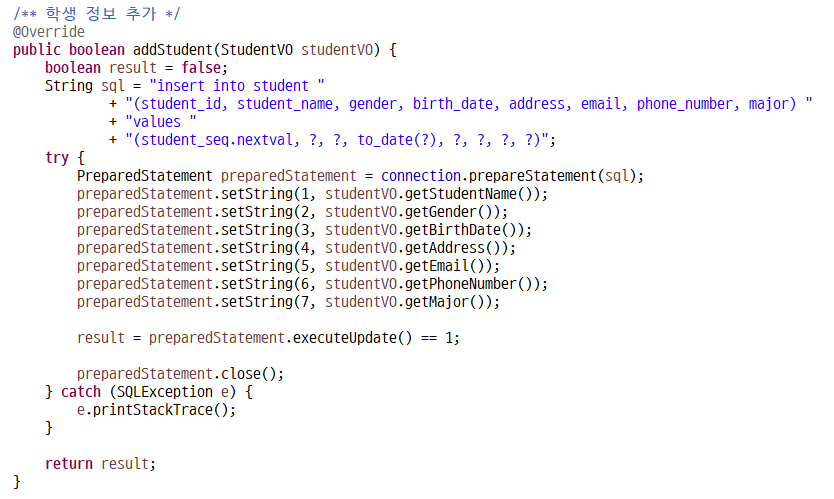 /** 학생 정보 추가 */
@Override
public boolean addStudent(StudentVO studentVO) {
    boolean result = false;
    String sql = "insert into student "
            + "(student_id, student_name, gender, birth_date, address, email, phone_number, major) "
            + "values "
            + "(student_seq.nextval, ?, ?, to_date(?), ?, ?, ?, ?)";
    try {
        PreparedStatement preparedStatement = connection.prepareStatement(sql);
        preparedStatement.setString(1, studentVO.getStudentName());
        preparedStatement.setString(2, studentVO.getGender());
        preparedStatement.setString(3, studentVO.getBirthDate());
        preparedStatement.setString(4, studentVO.getAddress());
        preparedStatement.setString(5, studentVO.getEmail());
        preparedStatement.setString(6, studentVO.getPhoneNumber());
        preparedStatement.setString(7, studentVO.getMajor());

        result = preparedStatement.executeUpdate() == 1;

        preparedStatement.close();
    } catch (SQLException e) {
        e.printStackTrace();
    }

    return result;
}